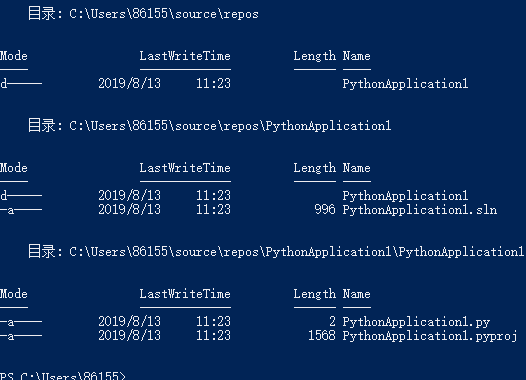 目录: C:\Users\86155\source\repos
Mode LastWriteTime Length Name
d----- 2019/8/13 11:23 PythonApplication1
目录: C:\Users\86155\source\repos\PythonApplication1
Mode LastWriteTime Length Name
d----- 2019/8/13 11:23 PythonApplication1
-a---- 2019/8/13 11:23 996 PythonApplication1.sln
目录: C:\Users\86155\source\repos\PythonApplication1\PythonApplication1
Mode LastWriteTime Length Name
-a---- 2019/8/13 11:23 2 PythonApplication1.py
-a---- 2019/8/13 11:23 1568 PythonApplication1.pyproj
PS C:\Users\86155>